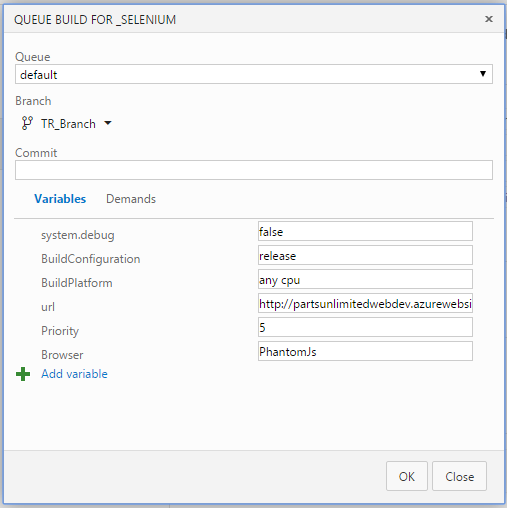 QUEUE BUILD FOR _SELENIUM
Queue
default
Branch
TR_Branch
Commit
Variables Demands
system.debug false
BuildConfiguration release
BuildPlatform any cpu
url http://partsunlimitedwebdev.azurewebsi
Priority 5
Browser PhantomJs
Add variable
OK Close